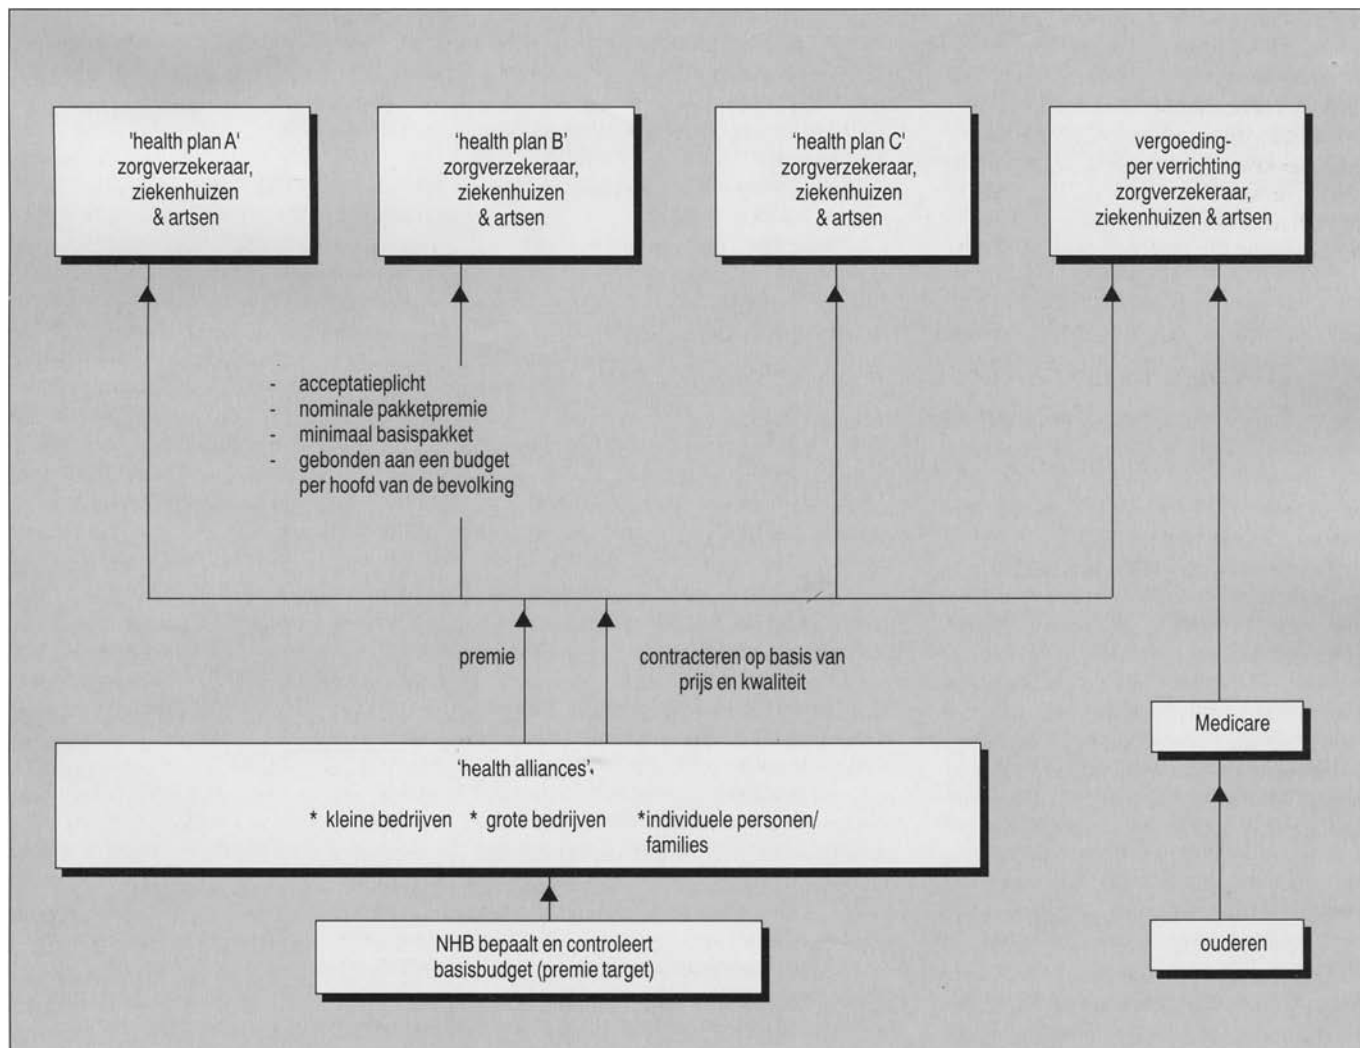 'health plan A'
zorgverzekeraar,
ziekenhuizen
& artsen
'health plan B'
zorgverzekeraar,
ziekenhuizen
& artsen
'health plan C'
zorgverzekeraar,
ziekenhuizen
& artsen
vergoeding-
per verrichting
zorgverzekeraar,
ziekenhuizen & artsen
- acceptatieplicht
- nominale pakketpremie
- minimaal basispakket
- gebonden aan een budget
per hoofd van de bevolking
premie
contracteren op basis van
prijs en kwaliteit
'health alliances'
* kleine bedrijven * grote bedrijven *individuele personen/
families
Medicare
NHB bepaalt en controleert
basisbudget (premie target)
ouderen